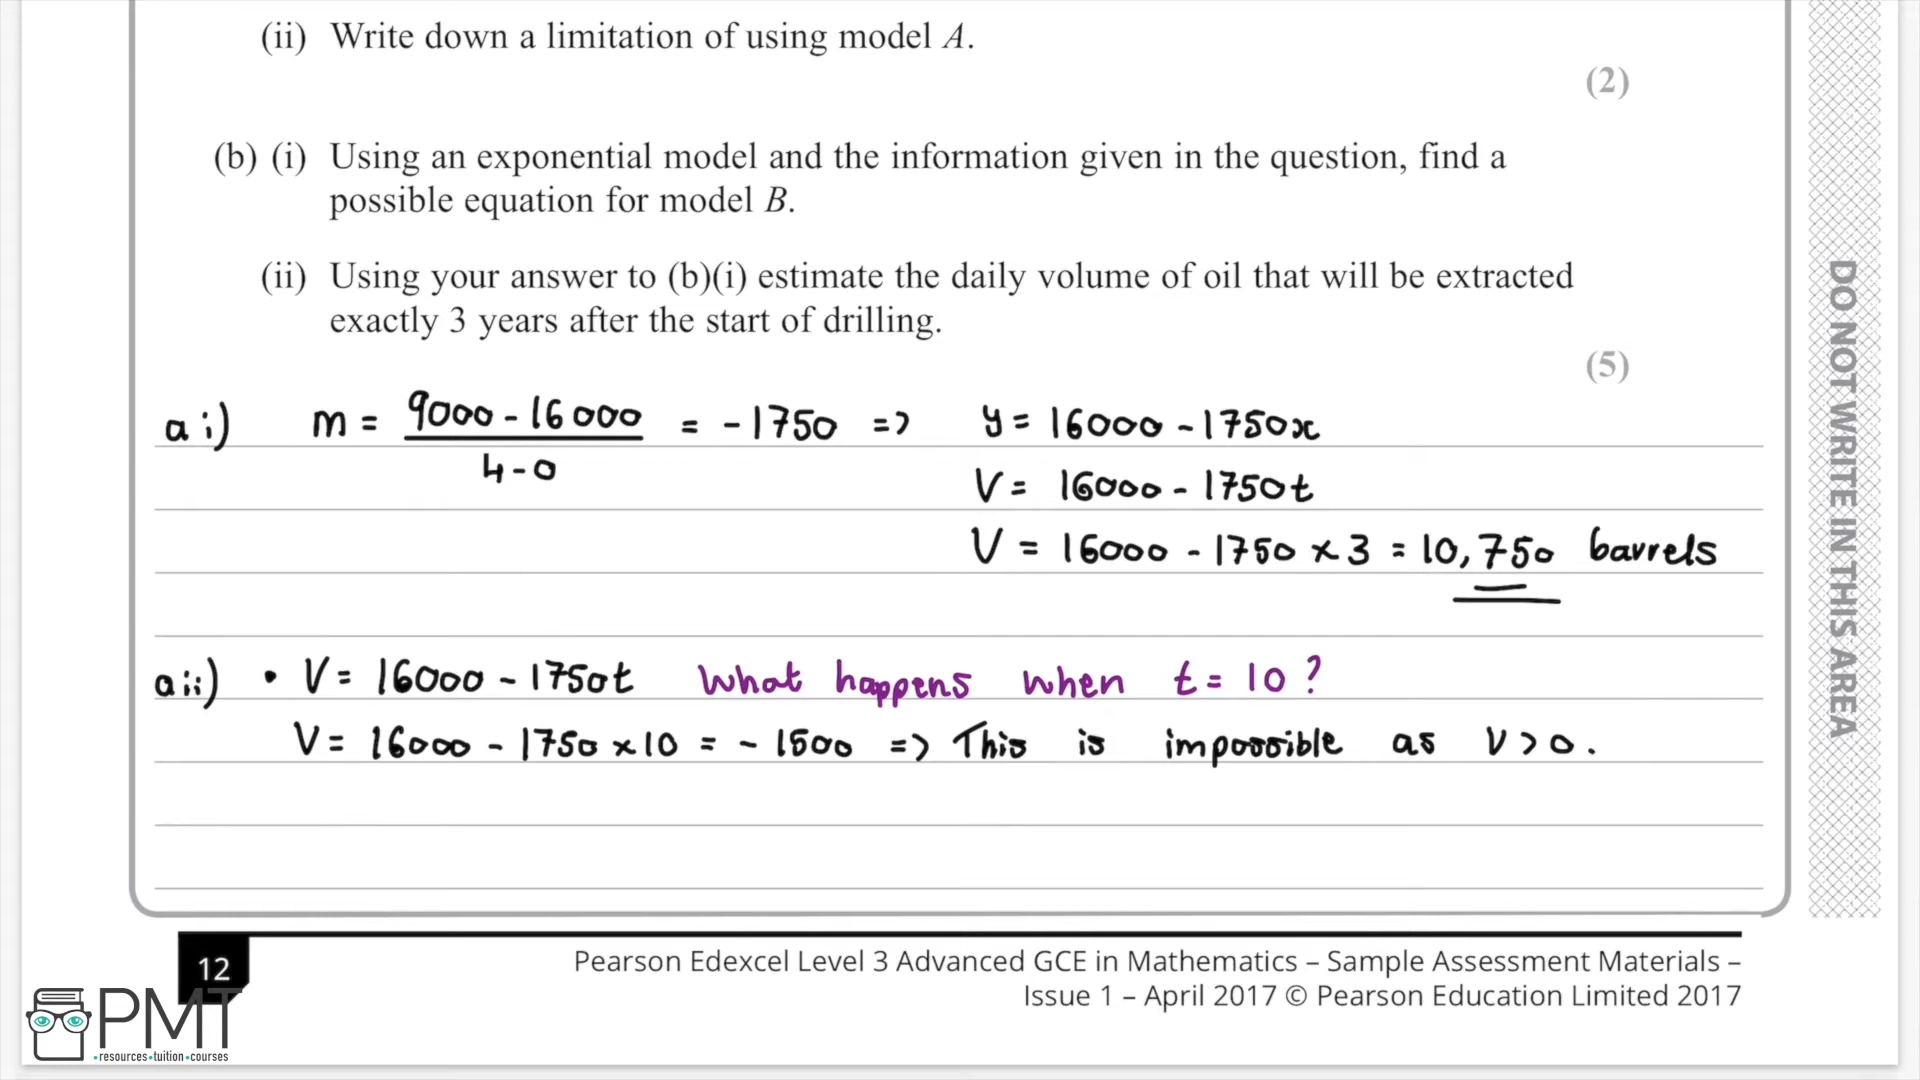 (ii) Write down a limitation of using model A.
(2)
(b) (i) Using an exponential model and the information given in the question, find a
possible equation for model B.
(ii) Using your answer to (b)(i) estimate the daily volume of oil that will be extracted
exactly 3 years after the start of drilling.
(5)
a i) m = 9000 - 16000 / 4 - 0 = - 1750 => y = 16000 - 1750x
V = 16000 - 1750t
V = 16000 - 1750 × 3 = 10,750 barrels
a ii) • V = 16000 - 1750t What happens when t = 10 ?
V = 16000 - 1750 × 10 = - 1500 => This is impossible as V > 0 .
DO NOT WRITE IN THIS AREA
12
Pearson Edexcel Level 3 Advanced GCE in Mathematics – Sample Assessment Materials –
Issue 1 – April 2017 © Pearson Education Limited 2017
PMT
•resources•tuition•courses